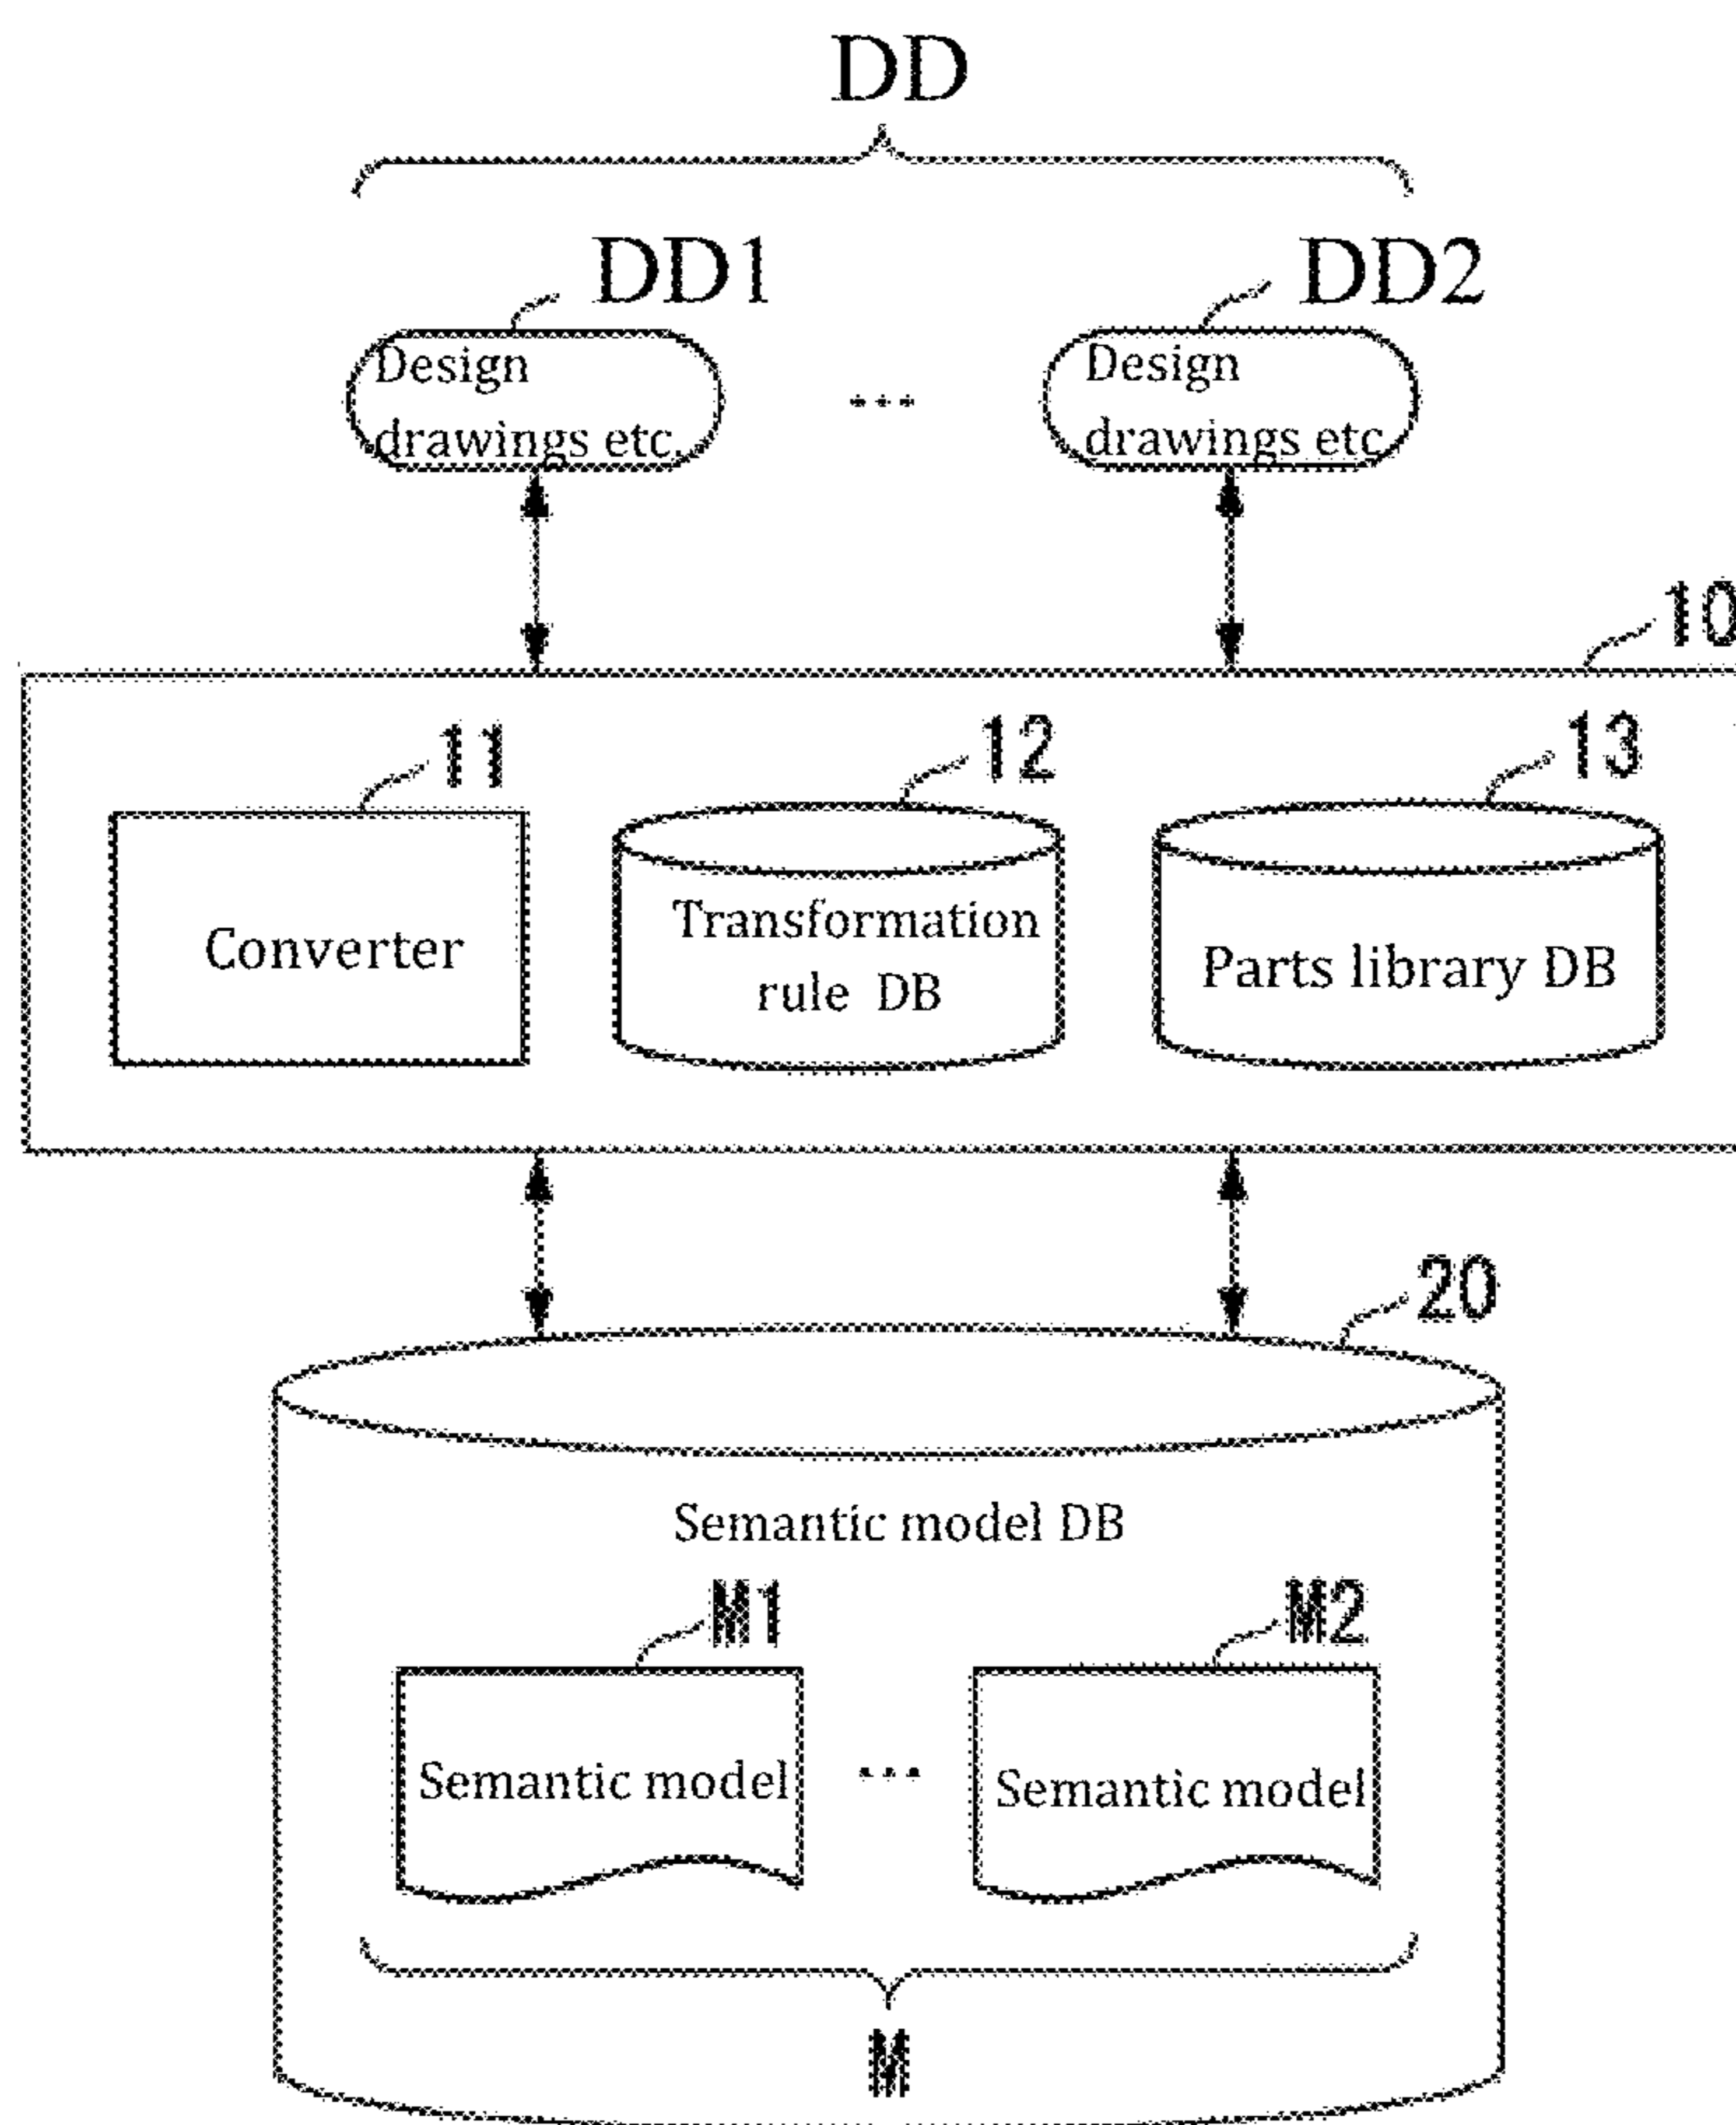 DD
DD1
DD2
Design
drawings etc.
...
Design
drawings etc
10
11
12
13
Converter
Transformation
rule DB
Parts library DB
20
Semantic model DB
M1
M2
Semantic model
...
Semantic model
M